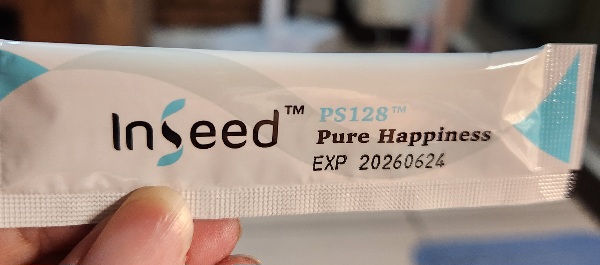 InSeed™
PS128™
Pure Happiness
EXP 20260624